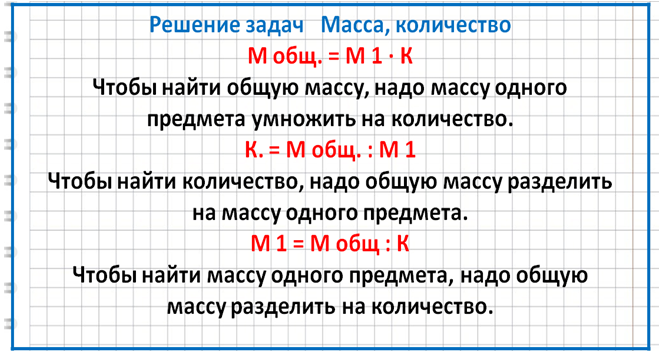 Решение задач Масса, количество
М общ. = М 1 · К
Чтобы найти общую массу, надо массу одного
предмета умножить на количество.
К. = М общ. : М 1
Чтобы найти количество, надо общую массу разделить
на массу одного предмета.
М 1 = М общ : К
Чтобы найти массу одного предмета, надо общую
массу разделить на количество.